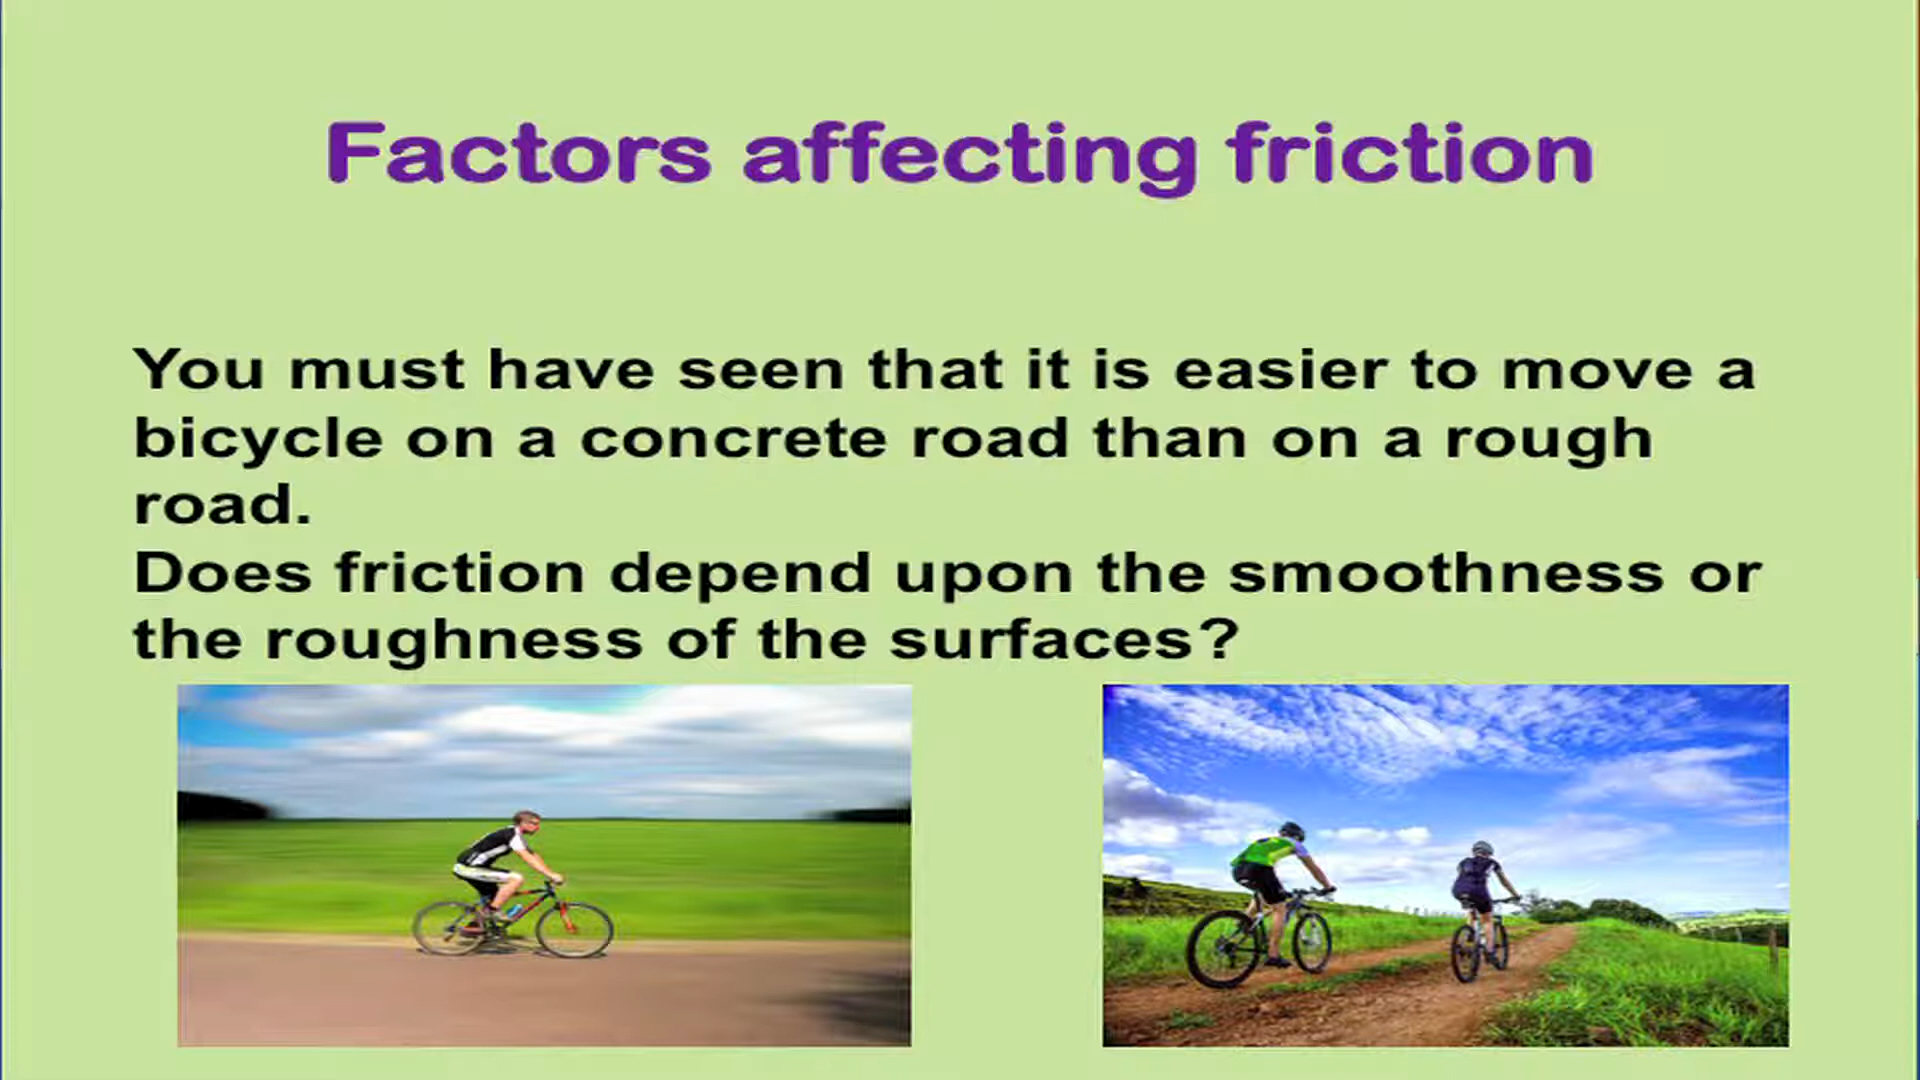 Factors affecting friction
You must have seen that it is easier to move a
bicycle on a concrete road than on a rough
road.
Does friction depend upon the smoothness or
the roughness of the surfaces?